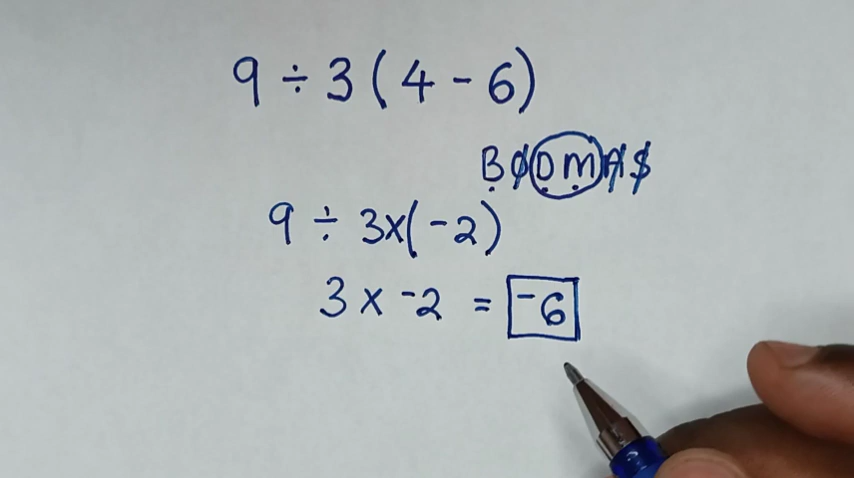 9 ÷ 3 ( 4 - 6 )
BODMAS
9 ÷ 3x( -2 )
3 x -2 = -6